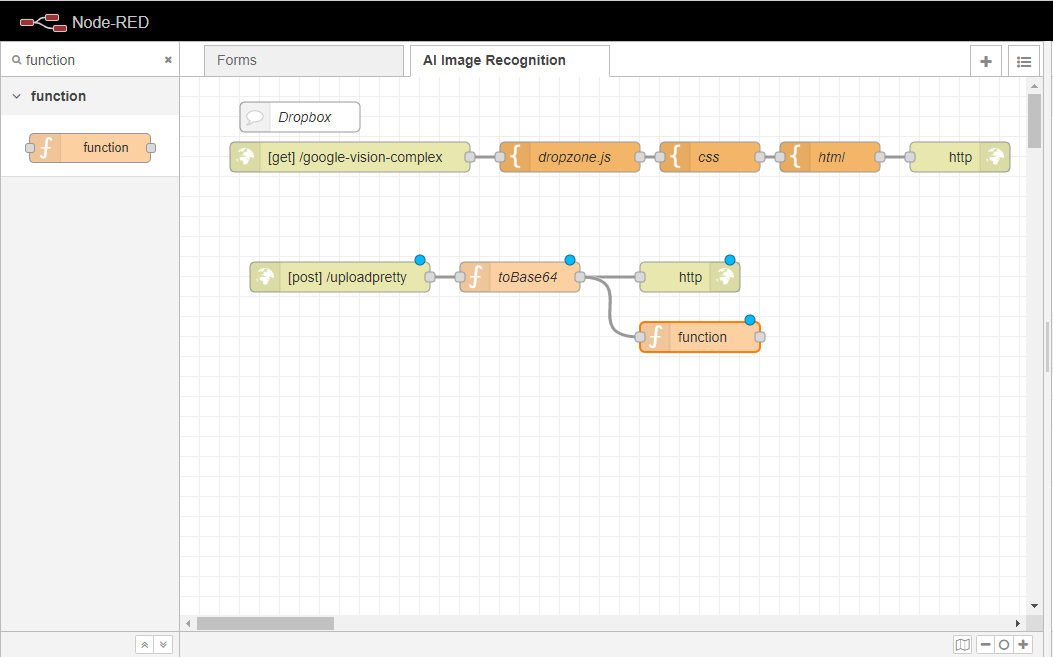 Node-RED
function
Forms
AI Image Recognition
function
function
Dropbox
[get] /google-vision-complex
dropzone.js
css
html
http
[post] /uploadpretty
toBase64
http
function